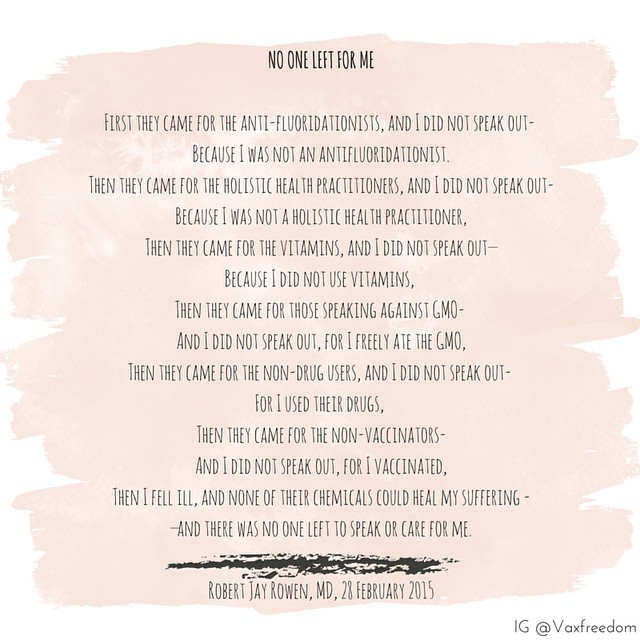 NO ONE LEFT FOR ME
FIRST THEY CAME FOR THE ANTI-FLUORIDATIONISTS, AND I DID NOT SPEAK OUT-
BECAUSE I WAS NOT AN ANTIFLUORIDATIONIST.
THEN THEY CAME FOR THE HOLISTIC HEALTH PRACTITIONERS, AND I DID NOT SPEAK OUT-
BECAUSE I WAS NOT A HOLISTIC HEALTH PRACTITIONER,
THEN THEY CAME FOR THE VITAMINS, AND I DID NOT SPEAK OUT—
BECAUSE I DID NOT USE VITAMINS,
THEN THEY CAME FOR THOSE SPEAKING AGAINST GMO-
AND I DID NOT SPEAK OUT, FOR I FREELY ATE THE GMO,
THEN THEY CAME FOR THE NON-DRUG USERS, AND I DID NOT SPEAK OUT-
FOR I USED THEIR DRUGS,
THEN THEY CAME FOR THE NON-VACCINATORS-
AND I DID NOT SPEAK OUT, FOR I VACCINATED,
THEN I FELL ILL, AND NONE OF THEIR CHEMICALS COULD HEAL MY SUFFERING -
—AND THERE WAS NO ONE LEFT TO SPEAK OR CARE FOR ME.
ROBERT JAY ROWEN, MD, 28 FEBRUARY 2015
IG @Vaxfreedom